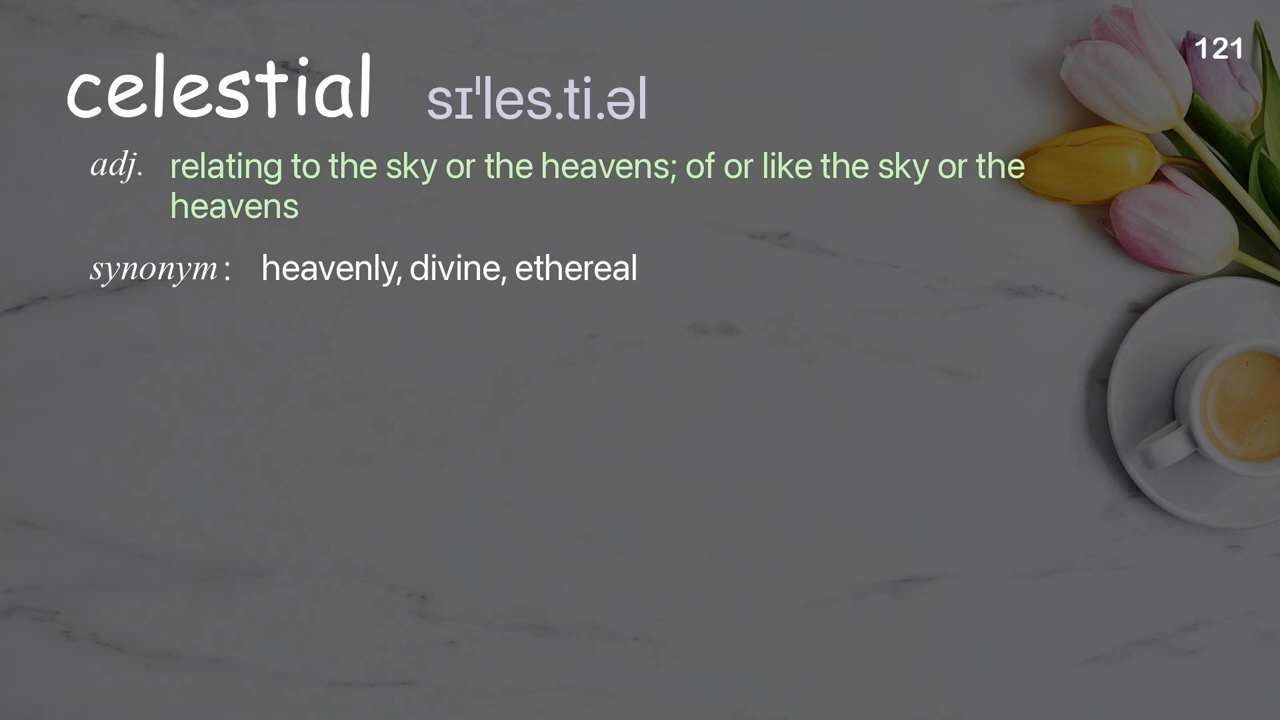 121
celestial sɪˈles.ti.əl
adj. relating to the sky or the heavens; of or like the sky or the
heavens
synonym: heavenly, divine, ethereal